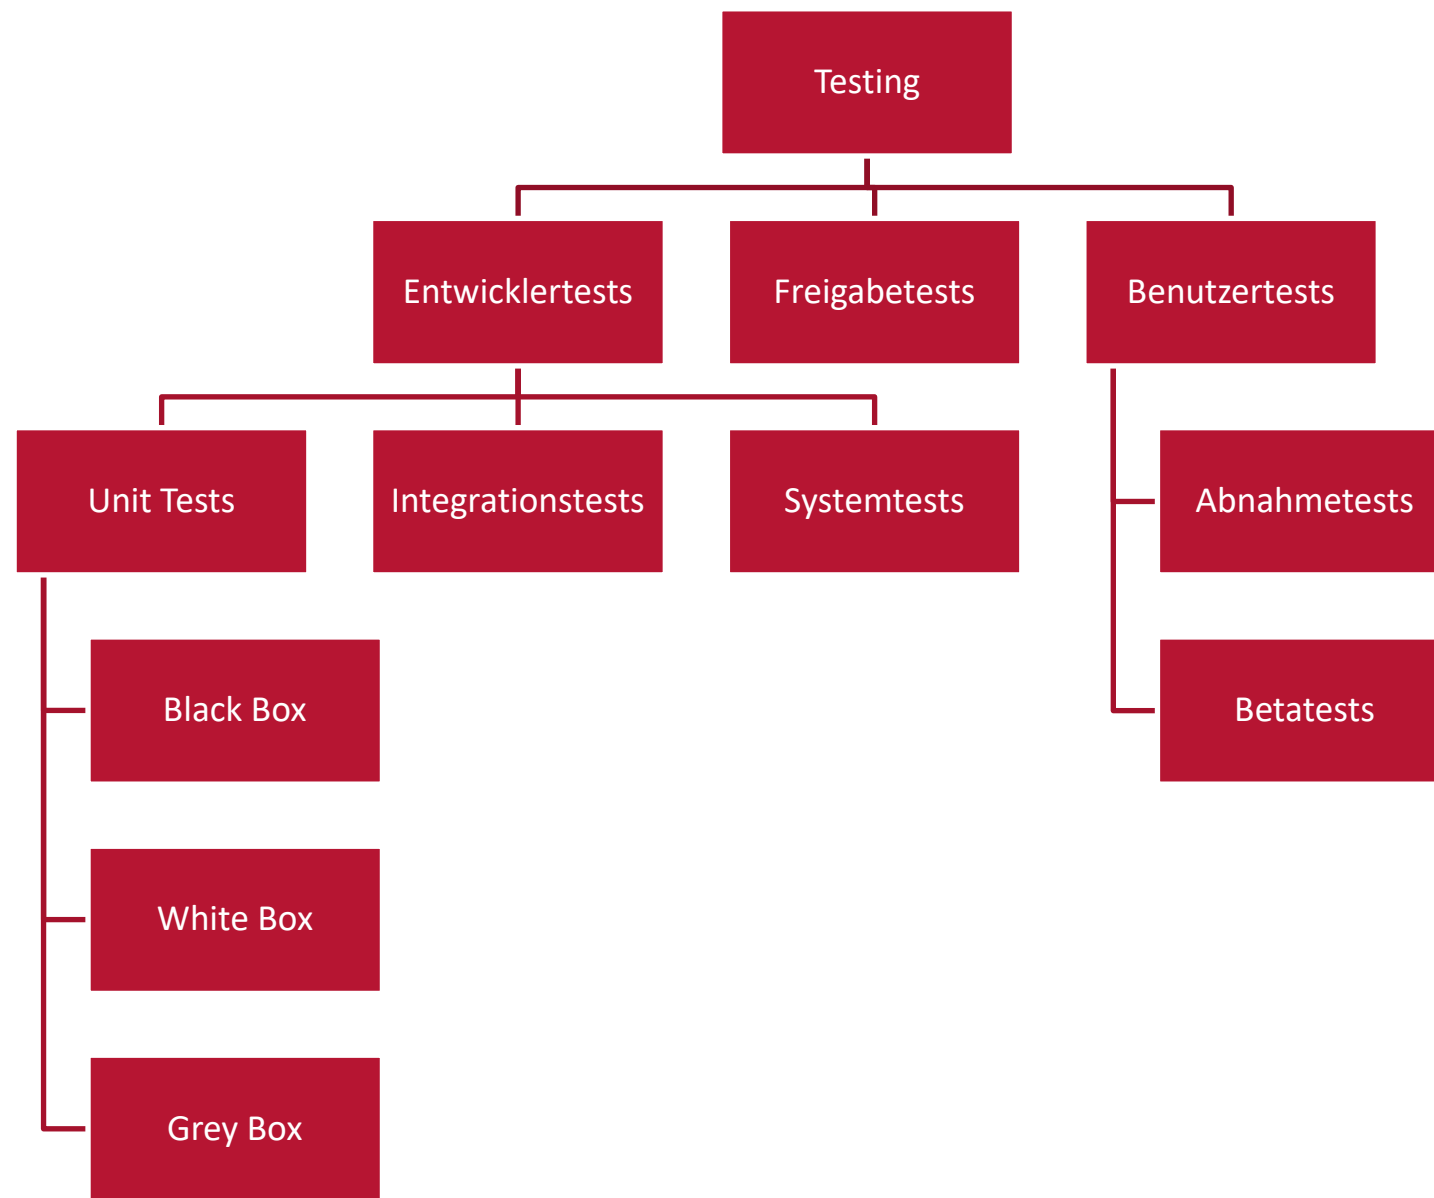 Testing
Entwicklertests
Freigabetests
Benutzertests
Unit Tests
Integrationstests
Systemtests
Abnahmetests
Black Box
Betatests
White Box
Grey Box